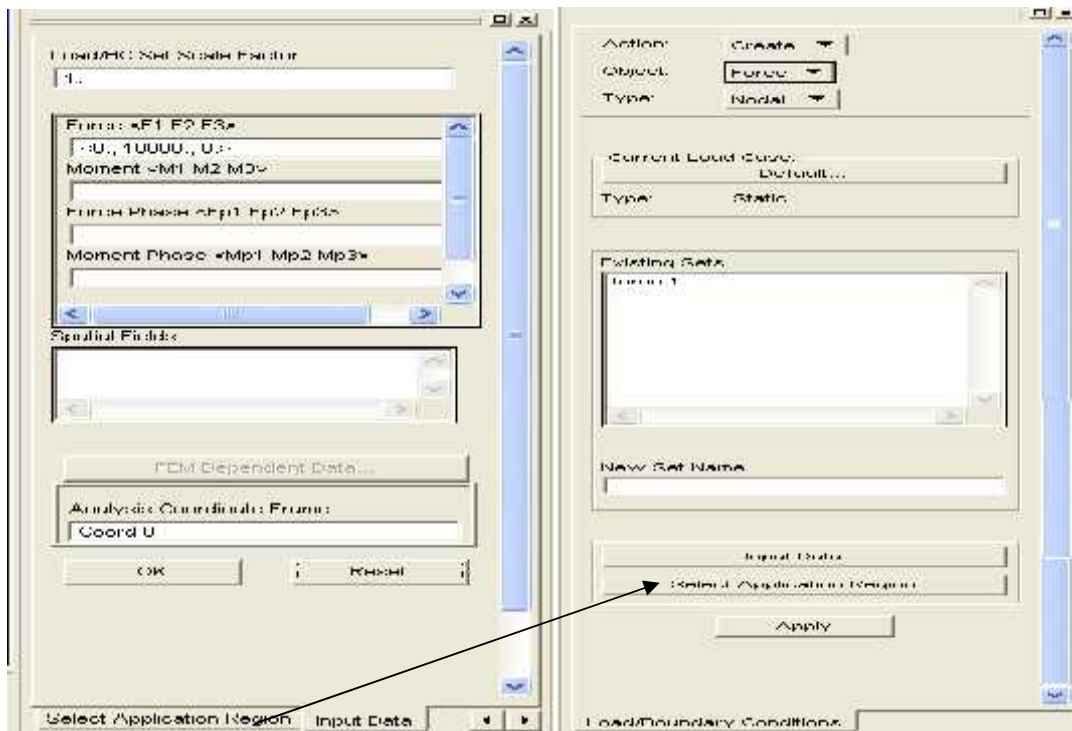 Load/BC Set Scale Factor
1.
Force <F1 F2 F3>
<0., 10000., 0.>
Moment <M1 M2 M3>
Force Phase <Fp1 Fp2 Fp3>
Moment Phase <Mp1 Mp2 Mp3>
Spatial Fields
FEM Dependent Data...
Analysis Coordinate Frame
Coord 0
OK
Reset
Select Application Region
Input Data
Action: Create
Object: Force
Type: Nodal
Current Load Case:
Default...
Type: Static
Existing Sets
New Set Name
Input Data
Select Application Region
Apply
Load/Boundary Conditions